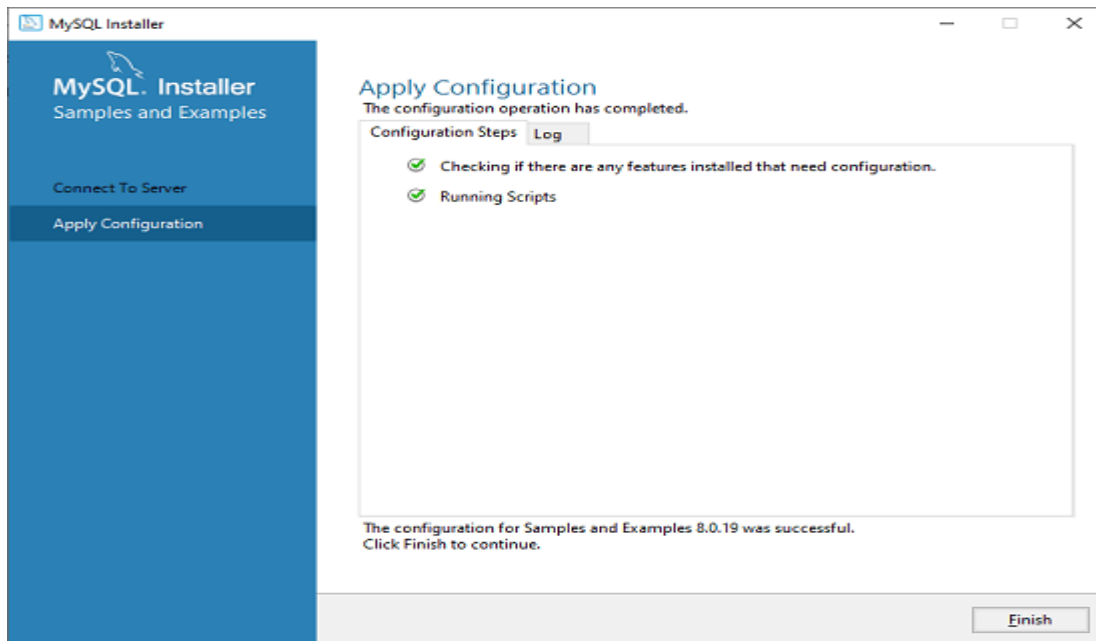 MySQL Installer
MySQL. Installer
Samples and Examples
Connect To Server
Apply Configuration
Apply Configuration
The configuration operation has completed.
Configuration Steps
Log
Checking if there are any features installed that need configuration.
Running Scripts
The configuration for Samples and Examples 8.0.19 was successful.
Click Finish to continue.
Finish